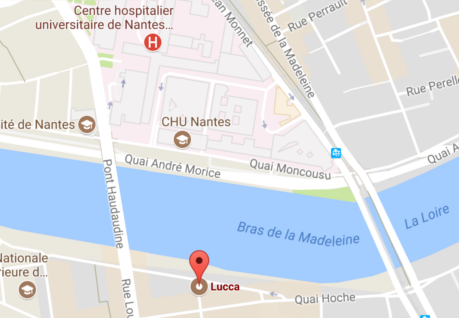 Centre hospitalier
universitaire de Nantes...
Jean Monnet
ssée de la Madeleine
Rue Perrault
Rue Perelle
H
ité de Nantes
CHU Nantes
Quai André Morice
Quai Moncousu
Quai A
Pont Haudaudine
Bras de la Madeleine
La Loire
Nationale
rieure d...
Lucca
Rue Lou
Quai Hoche